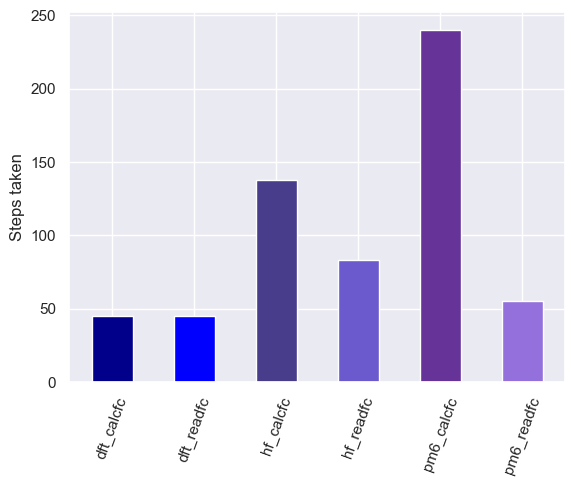 250
200
150
100
50
0
Steps taken
dft_calcfc
dft_readfc
hf_calcfc
hf_readfc
pm6_calcfc
pm6_readfc